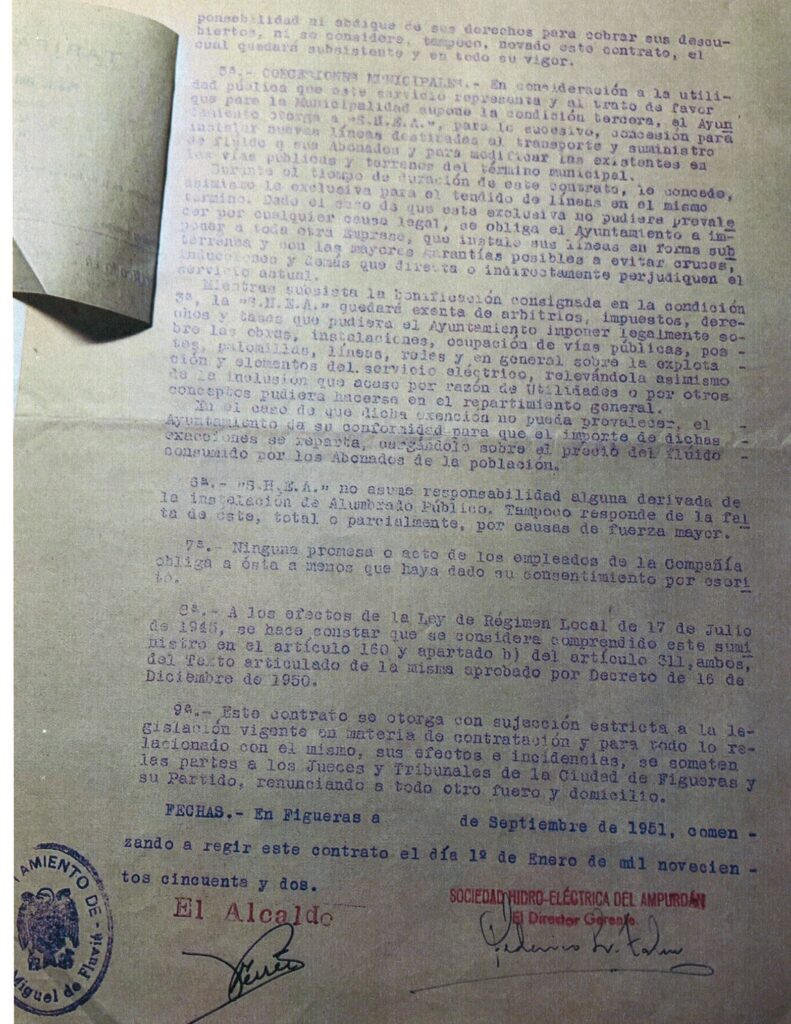 ponsabilidad ni abdique de sus derechos para cobrar sus descu-
biertos, ni se considere, tampoco, novado este contrato, el
cual quedará subsistente y en todo su vigor.
5ª.- CONCESIONES MUNICIPALES.- En consideración a la utili-
dad pública que este servicio representa y al trato de favor
que para la Municipalidad supone la condición tercera, el Ayun
tamiento otorga a "S.H.E.A.", para lo sucesivo, concesión para
instalar nuevas líneas destinadas al transporte y suministro
de fluido a sus Abonados y para modificar las existentes en
las vías públicas y terrenos del término municipal.
Durante el tiempo de duración de este contrato, le concede,
asimismo la exclusiva para el tendido de líneas en el mismo
término. Dado el caso de que esta exclusiva no pudiera prevale
cer por cualquier causa legal, se obliga el Ayuntamiento a im-
poner a toda otra Empresa, que instale sus líneas en forma sub
terránea y con las mayores garantías posibles a evitar cruces,
inducciones y demás que directa o indirectamente perjudiquen el
servicio actual.
Mientras subsista la bonificación consignada en la condición
3ª, la "S.H.E.A." quedará exenta de arbitrios, impuestos, dere-
chos y tasas que pudiera el Ayuntamiento imponer legalmente so-
bre las obras, instalaciones, ocupación de vías públicas, pos -
tes, palomillas, líneas, redes y en general sobre la explota -
ción y elementos del servicio eléctrico, relevándola asimismo
de la inclusión que acaso por razón de Utilidades o por otros
conceptos pudiera hacerse en el repartimiento general.
En el caso de que dicha exención no pueda prevalecer, el -
Ayuntamiento da su conformidad para que el importe de dichas -
exacciones se reparta, cargándolo sobre el precio del fluido -
consumido por los Abonados de la población.
6ª.- "S.H.E.A." no asume responsabilidad alguna derivada de
la instalación de Alumbrado Público. Tampoco responde de la fal
ta de éste, total o parcialmente, por causas de fuerza mayor.
7ª.- Ninguna promesa o acto de los empleados de la Compañía
obliga a ésta a menos que haya dado su consentimiento por escri
to.
8ª.- A los efectos de la Ley de Régimen Local de 17 de Julio
de 1945, se hace constar que se considera comprendido este sumi
nistro en el artículo 160 y apartado b) del artículo 311,ambos,
del Texto articulado de la misma aprobado por Decreto de 16 de
Diciembre de 1950.
9ª.- Este contrato se otorga con sujección estricta a la le-
gislación vigente en materia de contratación y para todo lo re-
lacionado con el mismo, sus efectos e incidencias, se someten
las partes a los Jueces y Tribunales de la Ciudad de Figueras y
su Partido, renunciando a todo otro fuero y domicilio.
FECHAS.- En Figueras a de Septiembre de 1951, comen -
zando a regir este contrato el día 1º de Enero de mil novecien -
tos cincuenta y dos.
TAMIENTO DE -
Miguel de Fluviá -
El Alcalde
SOCIEDAD HIDRO-ELÉCTRICA DEL AMPURDÁN
El Director Gerente.